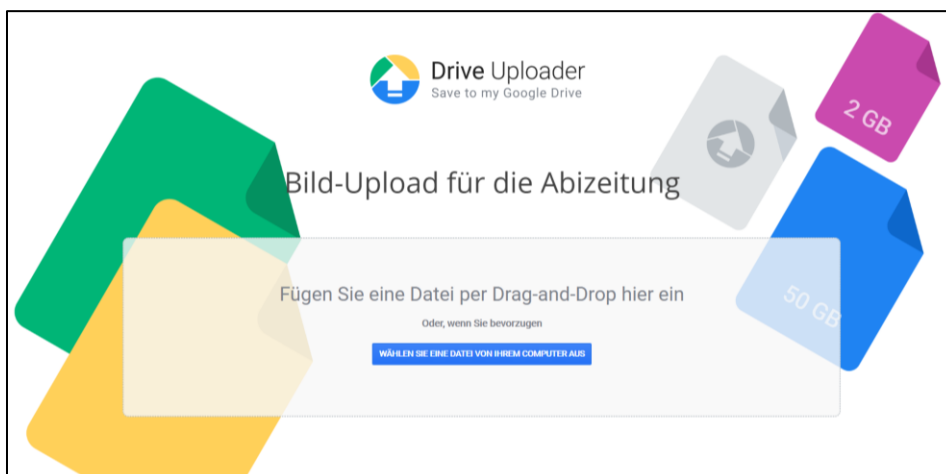 Drive Uploader
Save to my Google Drive
2 GB
Bild-Upload für die Abizeitung
50 GB
Fügen Sie eine Datei per Drag-and-Drop hier ein
Oder, wenn Sie bevorzugen
WÄHLEN SIE EINE DATEI VON IHREM COMPUTER AUS